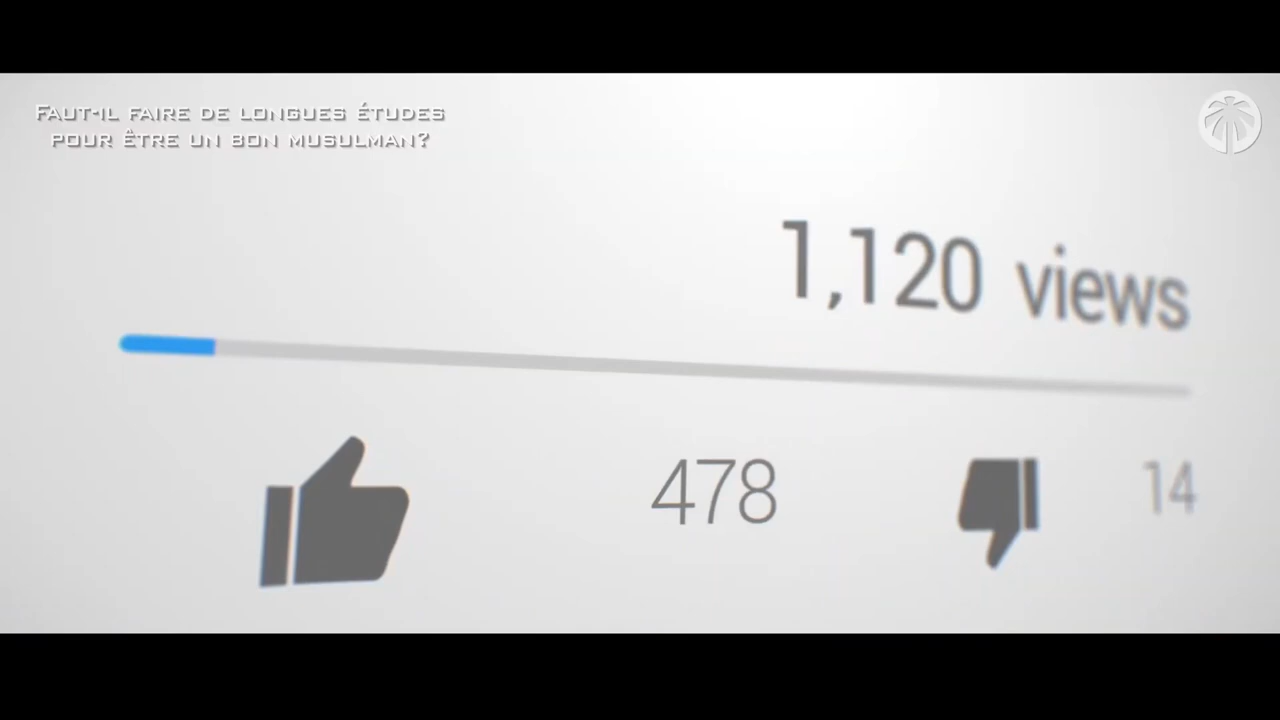 Faut-il faire de longues études
pour être un bon musulman?
1,120 views
478
14